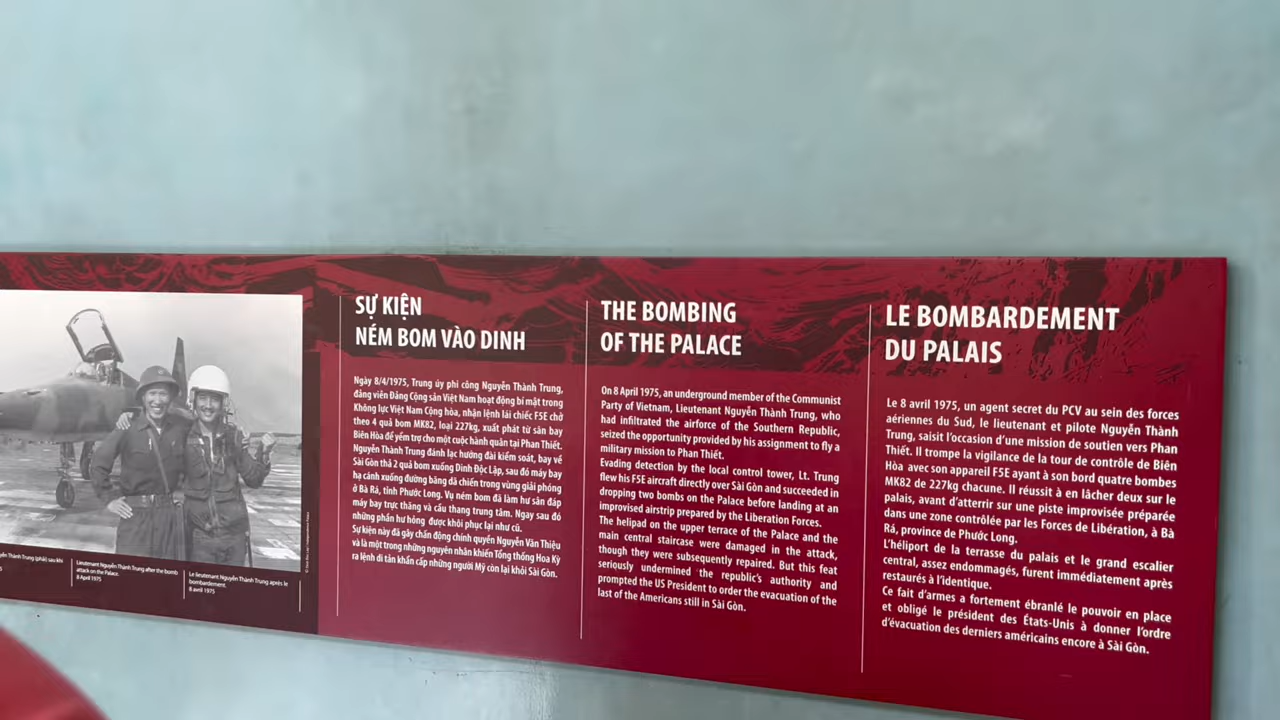 SỰ KIỆN
NÉM BOM VÀO DINH
Ngày 8/4/1975, Trung úy phi công Nguyễn Thành Trung,
đảng viên Đảng Cộng sản Việt Nam hoạt động bí mật trong
Không lực Việt Nam Cộng hòa, nhận lệnh lái chiếc F5E chở
theo 4 quả bom MK82, loại 227kg, xuất phát từ sân bay
Biên Hòa để yểm trợ cho một cuộc hành quân tại Phan Thiết.
Nguyễn Thành Trung đánh lạc hướng đài kiểm soát, bay về
Sài Gòn thả 2 quả bom xuống Dinh Độc Lập, sau đó máy bay
hạ cánh xuống đường băng dã chiến trong vùng giải phóng
ở Bà Rá, tỉnh Phước Long. Vụ ném bom đã làm hư sân đáp
máy bay trực thăng và cầu thang trung tâm. Ngay sau đó
những phần hư hỏng được khôi phục lại như cũ.
Sự kiện này đã gây chấn động chính quyền Nguyễn Văn Thiệu
và là một trong những nguyên nhân khiến Tổng thống Hoa Kỳ
ra lệnh di tản khẩn cấp những người Mỹ còn lại khỏi Sài Gòn.
THE BOMBING
OF THE PALACE
On 8 April 1975, an underground member of the Communist
Party of Vietnam, Lieutenant Nguyễn Thành Trung, who
had infiltrated the airforce of the Southern Republic,
seized the opportunity provided by his assignment to fly a
military mission to Phan Thiết.
Evading detection by the local control tower, Lt. Trung
flew his F5E aircraft directly over Sài Gòn and succeeded in
dropping two bombs on the Palace before landing at an
improvised airstrip prepared by the Liberation Forces.
The helipad on the upper terrace of the Palace and the
main central staircase were damaged in the attack,
though they were subsequently repaired. But this feat
seriously undermined the republic's authority and
prompted the US President to order the evacuation of the
last of the Americans still in Sài Gòn.
LE BOMBARDEMENT
DU PALAIS
Le 8 avril 1975, un agent secret du PCV au sein des forces
aériennes du Sud, le lieutenant et pilote Nguyễn Thành
Trung, saisit l'occasion d'une mission de soutien vers Phan
Thiết. Il trompe la vigilance de la tour de contrôle de Biên
Hòa avec son appareil F5E ayant à son bord quatre bombes
MK82 de 227kg chacune. Il réussit à en lâcher deux sur le
palais, avant d'atterrir sur une piste improvisée préparée
dans une zone contrôlée par les Forces de Libération, à Bà
Rá, province de Phước Long.
L'héliport de la terrasse du palais et le grand escalier
central, assez endommagés, furent immédiatement après
restaurés à l'identique.
Ce fait d'armes a fortement ébranlé le pouvoir en place
et obligé le président des États-Unis à donner l'ordre
d'évacuation des derniers américains encore à Sài Gòn.
Thành Trung (phải) sau khi
Lieutenant Nguyễn Thành Trung after the bomb
attack on the Palace.
8 April 1975
Le lieutenant Nguyễn Thành Trung après le
bombardement.
8 avril 1975